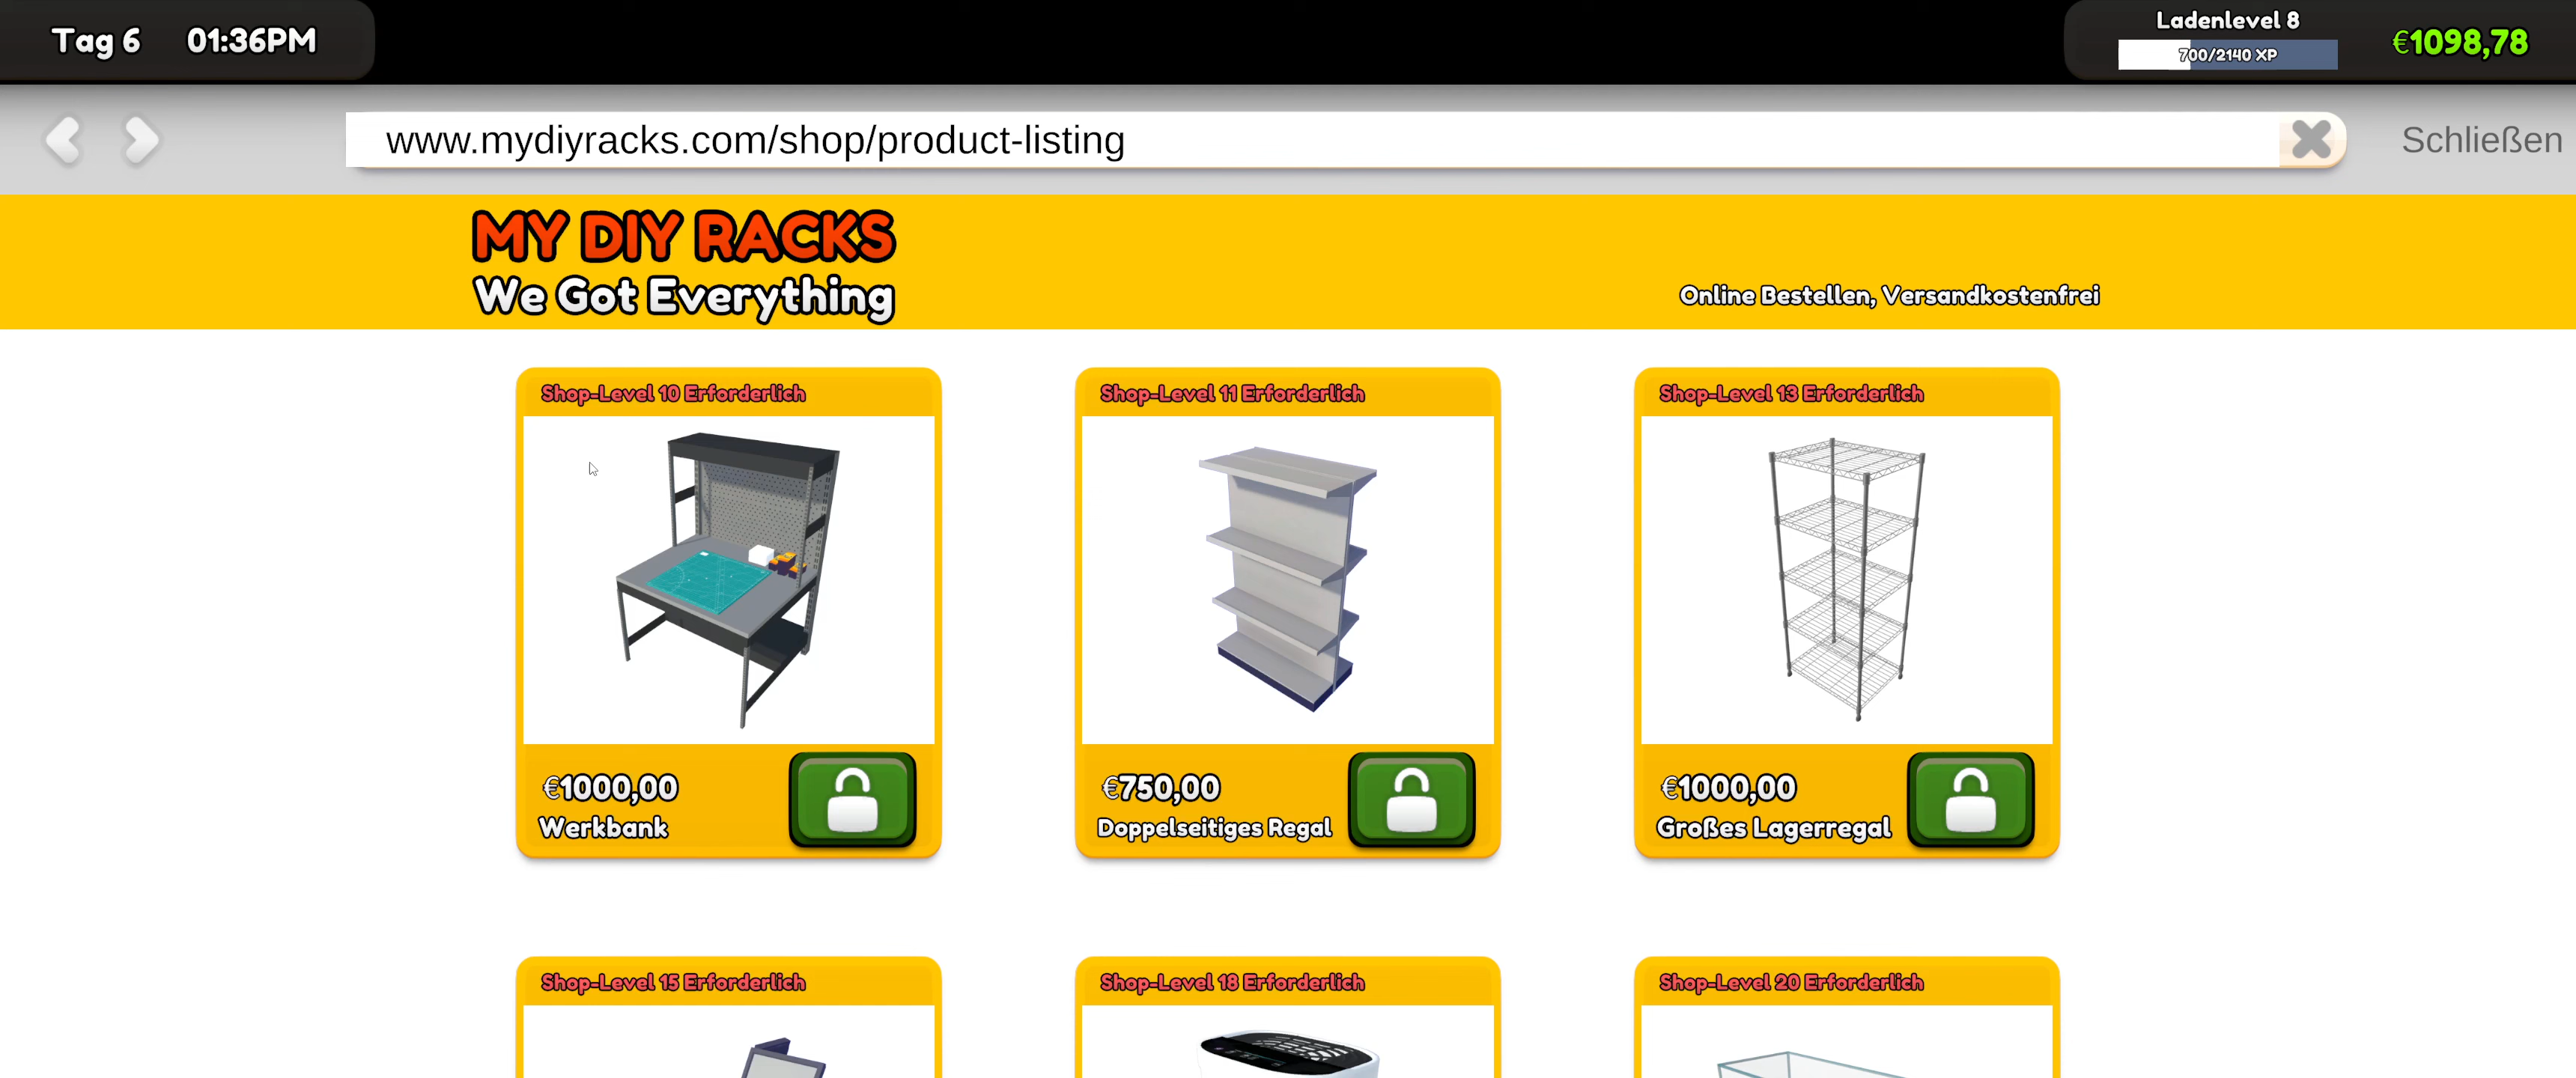 Tag 6 01:36PM
Ladenlevel 8
700/2140 XP
€1098,78
www.mydiyracks.com/shop/product-listing
Schließen
MY DIY RACKS
We Got Everything
Online Bestellen, Versandkostenfrei
Shop-Level 10 Erforderlich
€1000,00
Werkbank
Shop-Level 11 Erforderlich
€750,00
Doppelseitiges Regal
Shop-Level 13 Erforderlich
€1000,00
Großes Lagerregal
Shop-Level 15 Erforderlich
Shop-Level 18 Erforderlich
Shop-Level 20 Erforderlich